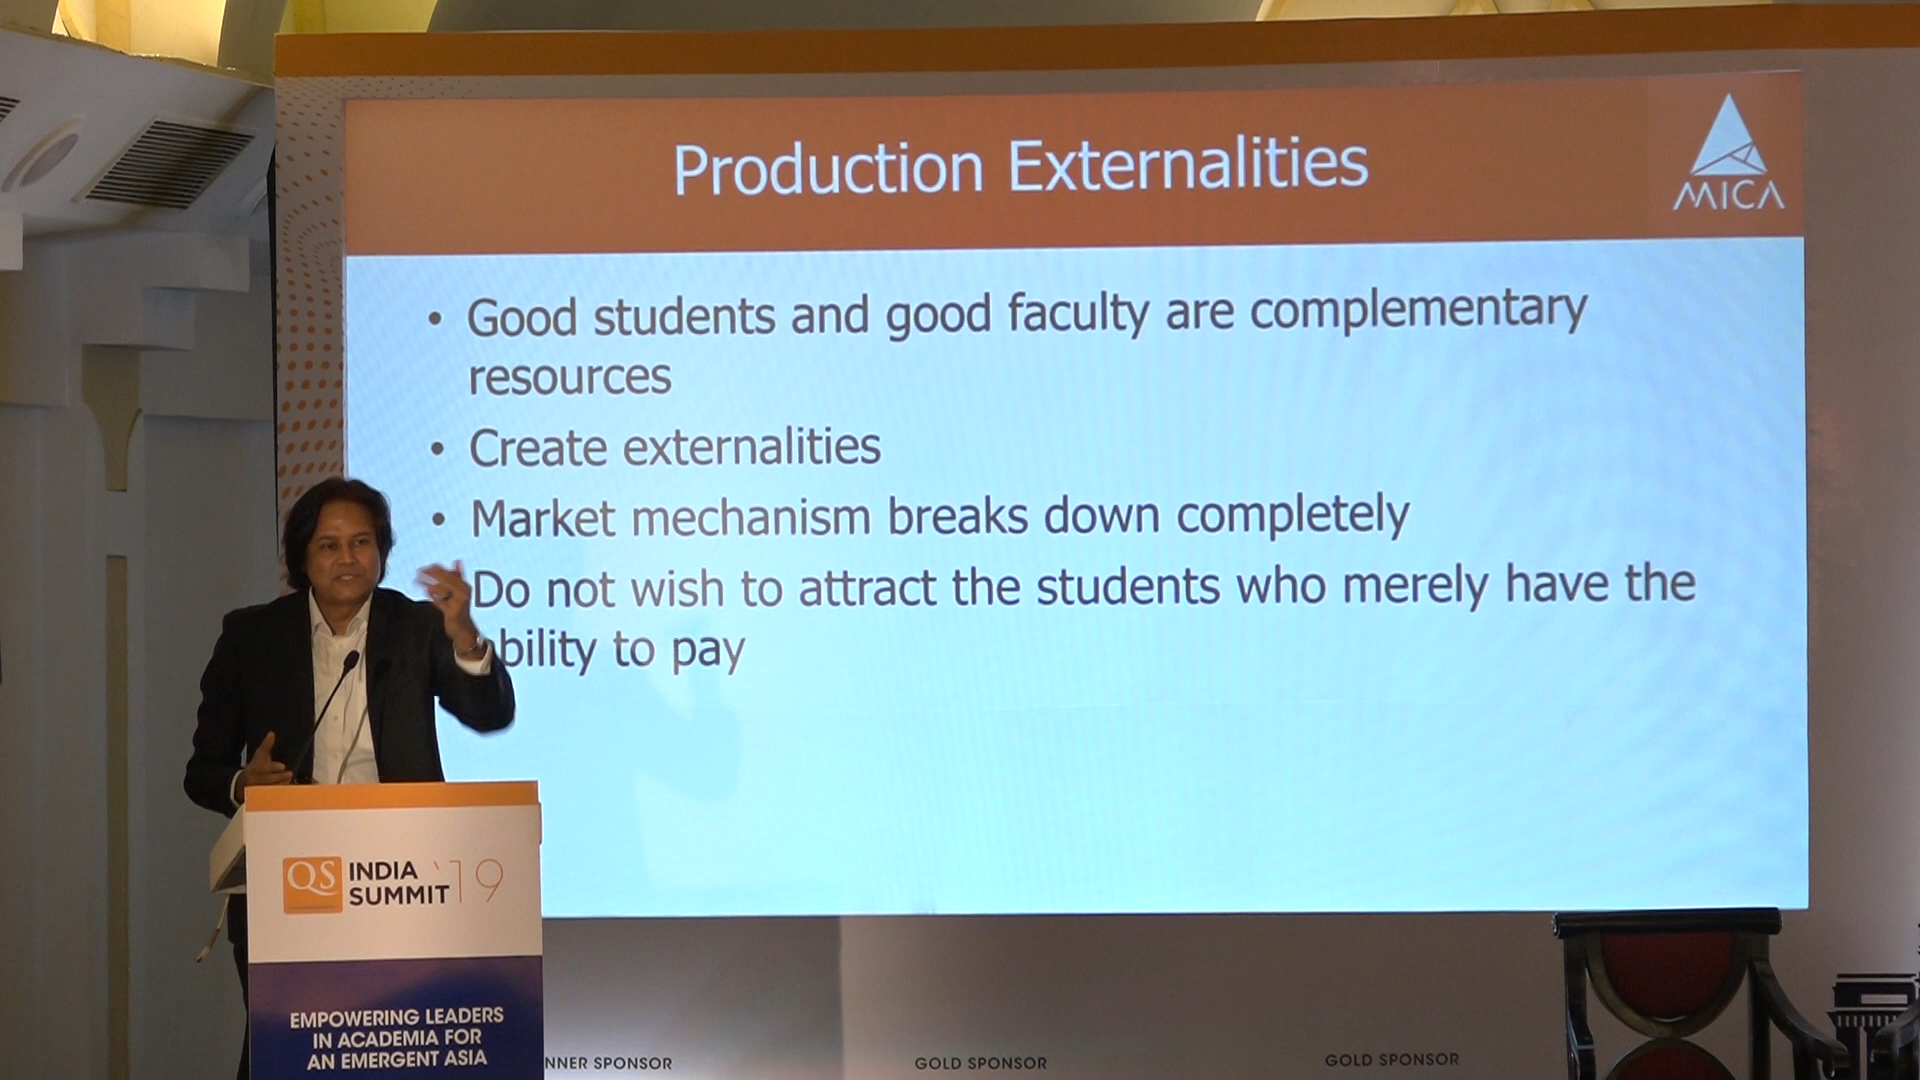 Production Externalities
MICA
• Good students and good faculty are complementary
resources
• Create externalities
• Market mechanism breaks down completely
Do not wish to attract the students who merely have the
bility to pay
QS INDIA '19
SUMMIT
EMPOWERING LEADERS
IN ACADEMIA FOR
AN EMERGENT ASIA
NNER SPONSOR
GOLD SPONSOR
GOLD SPONSOR